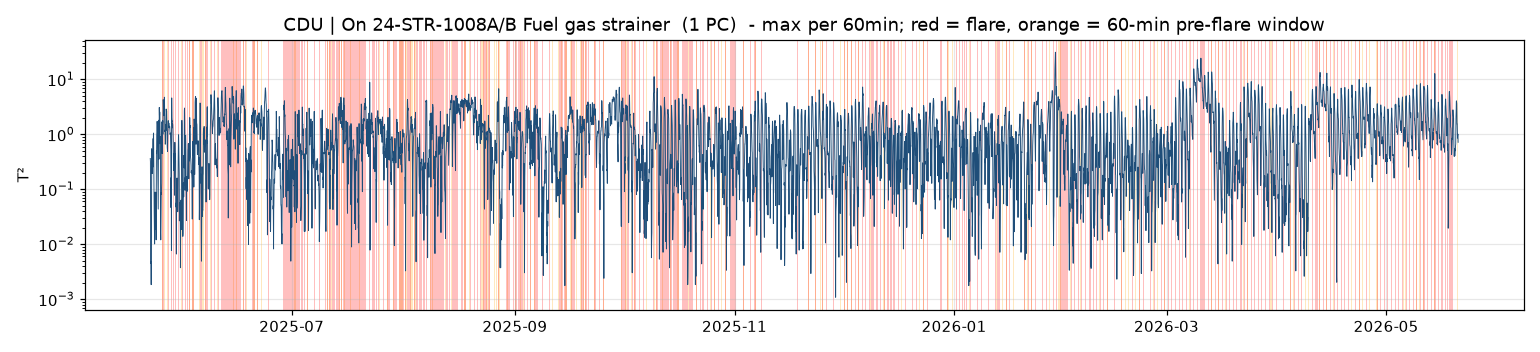 CDU | On 24-STR-1008A/B Fuel gas strainer  (1 PC)  - max per 60min; red = flare, orange = 60-min pre-flare window
T²
10¹
10⁰
10⁻¹
10⁻²
10⁻³
2025-07 2025-09 2025-11 2026-01 2026-03 2026-05